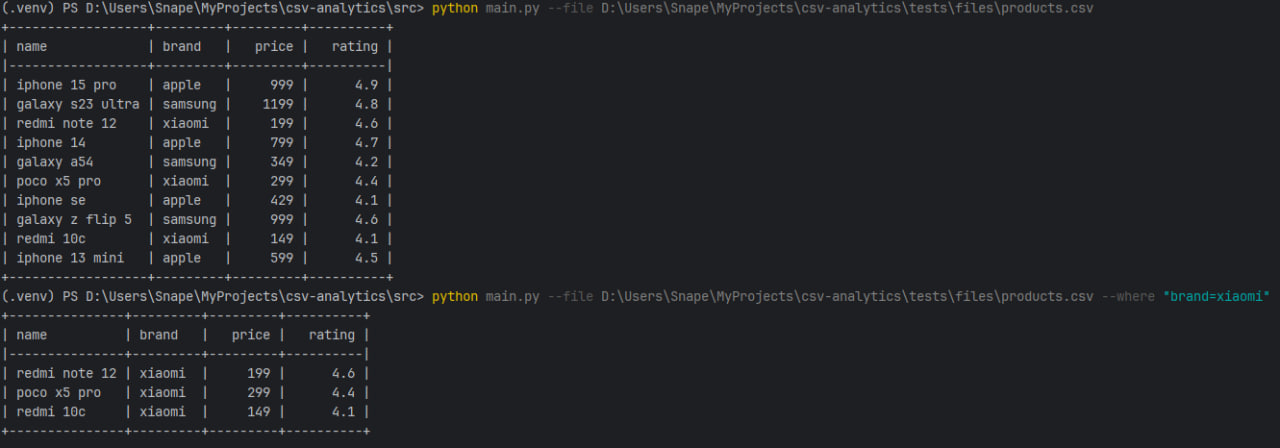 (.venv) PS D:\Users\Snape\MyProjects\csv-analytics\src> python main.py --file D:\Users\Snape\MyProjects\csv-analytics\tests\files\products.csv
+------------------+---------+---------+----------+
| name             | brand   |   price |   rating |
|------------------+---------+---------+----------|
| iphone 15 pro    | apple   |     999 |      4.9 |
| galaxy s23 ultra | samsung |    1199 |      4.8 |
| redmi note 12    | xiaomi  |     199 |      4.6 |
| iphone 14        | apple   |     799 |      4.7 |
| galaxy a54       | samsung |     349 |      4.2 |
| poco x5 pro      | xiaomi  |     299 |      4.4 |
| iphone se        | apple   |     429 |      4.1 |
| galaxy z flip 5  | samsung |     999 |      4.6 |
| redmi 10c        | xiaomi  |     149 |      4.1 |
| iphone 13 mini   | apple   |     599 |      4.5 |
+------------------+---------+---------+----------+
(.venv) PS D:\Users\Snape\MyProjects\csv-analytics\src> python main.py --file D:\Users\Snape\MyProjects\csv-analytics\tests\files\products.csv --where "brand=xiaomi"
+---------------+---------+---------+----------+
| name          | brand   |   price |   rating |
|---------------+---------+---------+----------|
| redmi note 12 | xiaomi  |     199 |      4.6 |
| poco x5 pro   | xiaomi  |     299 |      4.4 |
| redmi 10c     | xiaomi  |     149 |      4.1 |
+---------------+---------+---------+----------+